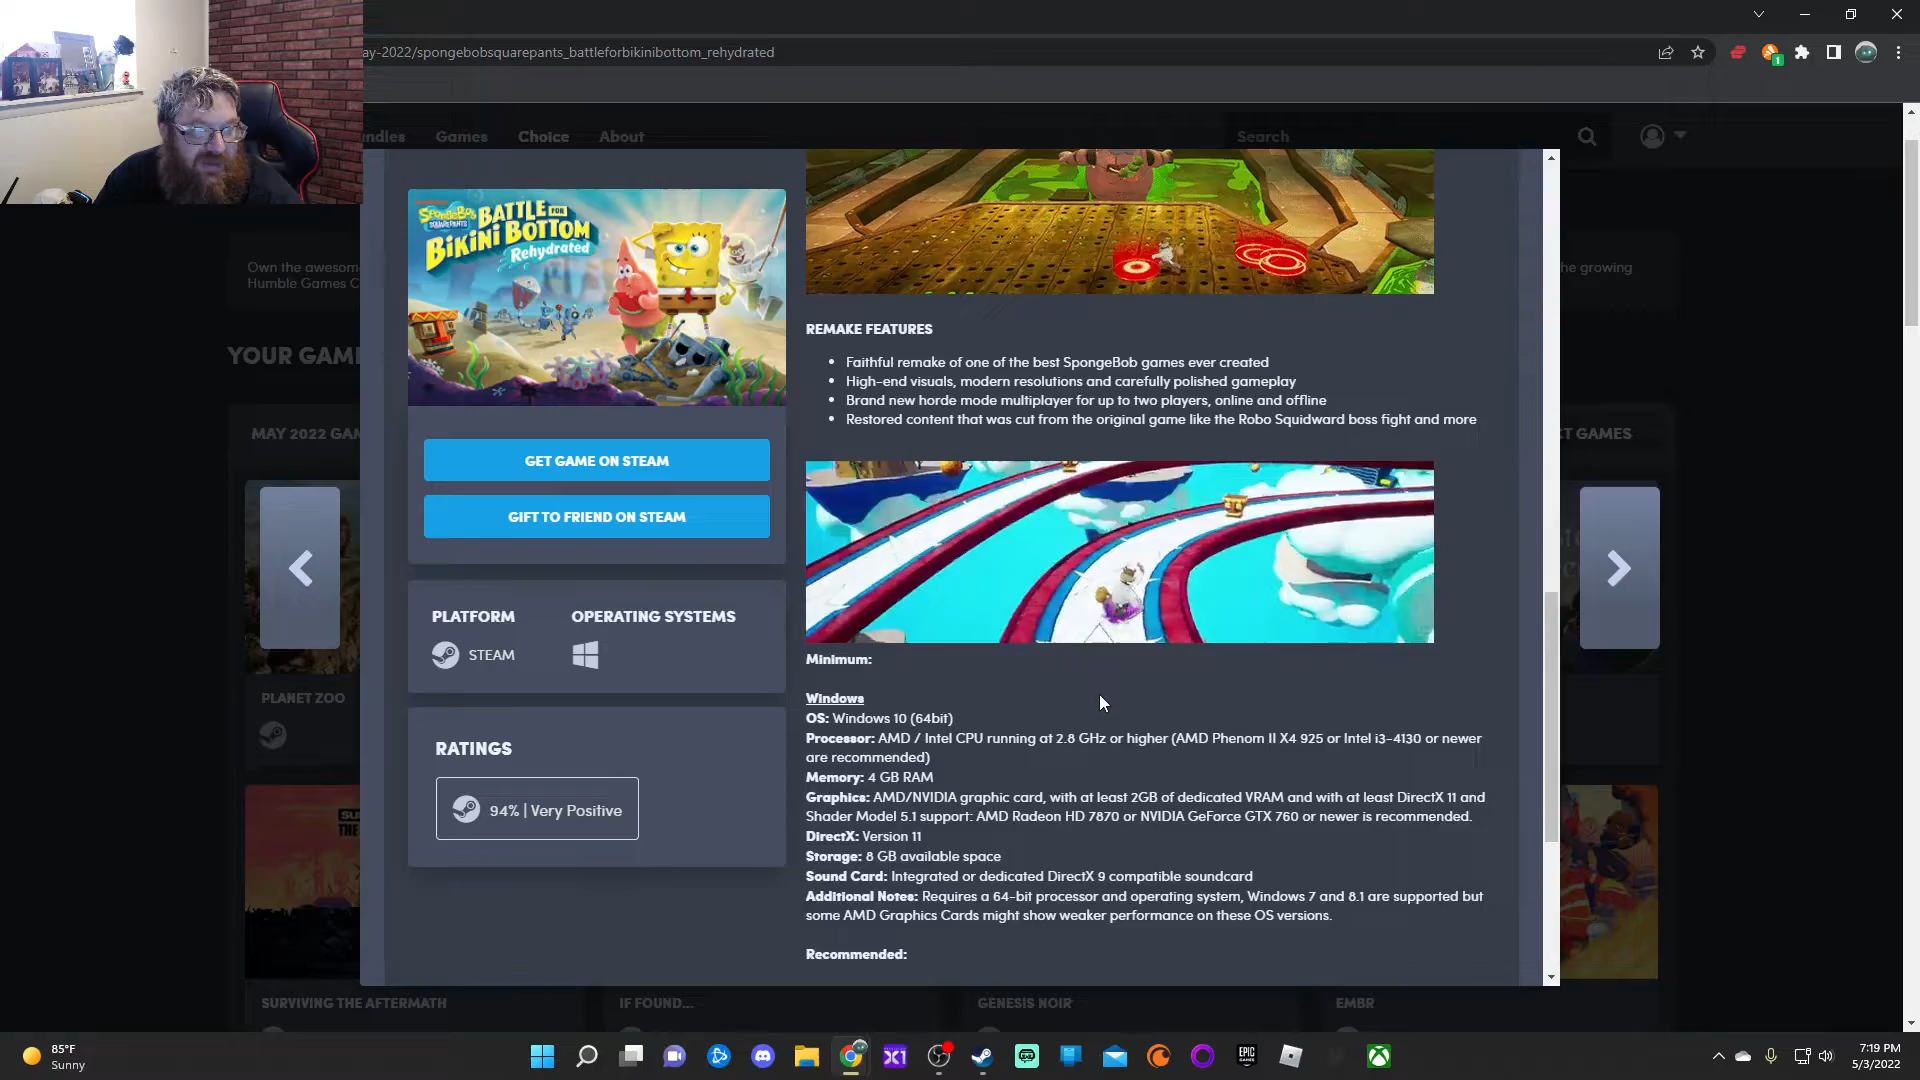 ay-2022/spongebobsquarepants_battleforbikinibottom_rehydrated
1
ndles Games Choice About
Search
Own the awesom
Humble Games C
he growing
YOUR GAM
MAY 2022 GAM
CT GAMES
PLANET ZOO
SURVIVING THE AFTERMATH
IF FOUND...
GENESIS NOIR
EMBR
SpongeBob
SQUAREPANTS
BATTLE FOR
BIKINI BOTTOM
Rehydrated
GET GAME ON STEAM
GIFT TO FRIEND ON STEAM
PLATFORM
STEAM
OPERATING SYSTEMS
RATINGS
94% | Very Positive
REMAKE FEATURES
• Faithful remake of one of the best SpongeBob games ever created
• High-end visuals, modern resolutions and carefully polished gameplay
• Brand new horde mode multiplayer for up to two players, online and offline
• Restored content that was cut from the original game like the Robo Squidward boss fight and more
Minimum:
Windows
OS: Windows 10 (64bit)
Processor: AMD / Intel CPU running at 2.8 GHz or higher (AMD Phenom II X4 925 or Intel i3-4130 or newer
are recommended)
Memory: 4 GB RAM
Graphics: AMD/NVIDIA graphic card, with at least 2GB of dedicated VRAM and with at least DirectX 11 and
Shader Model 5.1 support: AMD Radeon HD 7870 or NVIDIA GeForce GTX 760 or newer is recommended.
DirectX: Version 11
Storage: 8 GB available space
Sound Card: Integrated or dedicated DirectX 9 compatible soundcard
Additional Notes: Requires a 64-bit processor and operating system, Windows 7 and 8.1 are supported but
some AMD Graphics Cards might show weaker performance on these OS versions.
Recommended:
85°F
Sunny
X1
EPIC
GAMES
7:19 PM
5/3/2022